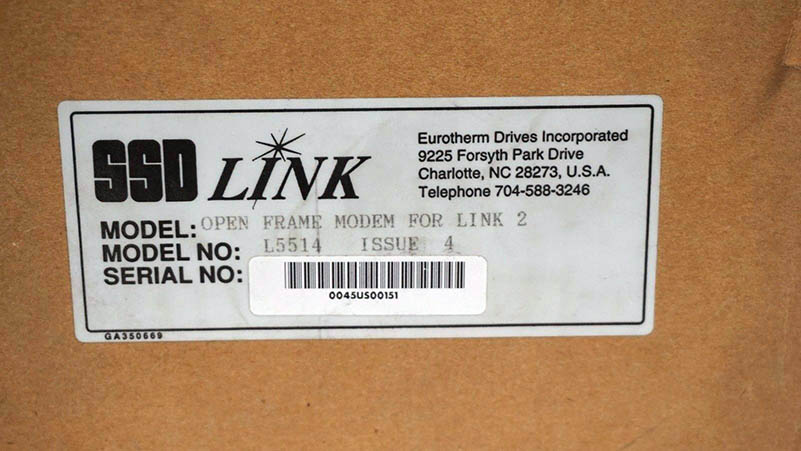 SSD LINK
Eurotherm Drives Incorporated
9225 Forsyth Park Drive
Charlotte, NC 28273, U.S.A.
Telephone 704-588-3246
MODEL: OPEN FRAME MODEM FOR LINK 2
MODEL NO: L5514 ISSUE 4
SERIAL NO:
0045US00151
GA350669